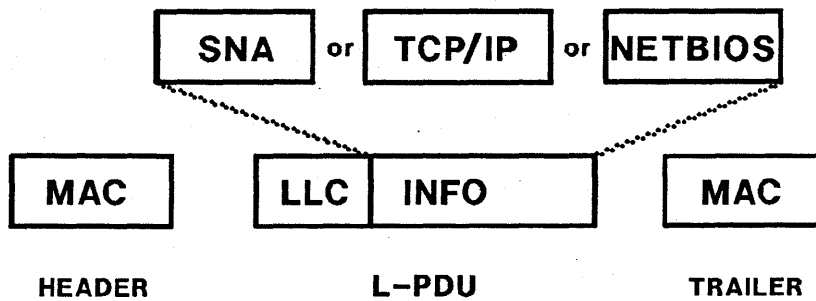 SNA or TCP/IP or NETBIOS
MAC LLC INFO MAC
HEADER L-PDU TRAILER